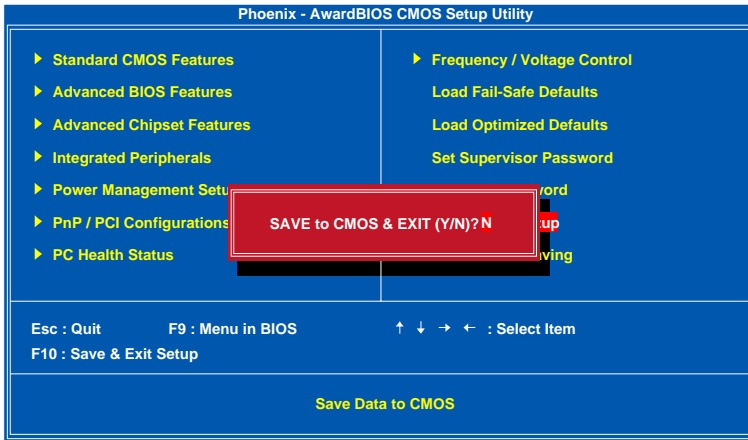 Phoenix - AwardBIOS CMOS Setup Utility
Standard CMOS Features
Advanced BIOS Features
Advanced Chipset Features
Integrated Peripherals
Power Management Setu
PnP / PCI Configurations
PC Health Status
Frequency / Voltage Control
Load Fail-Safe Defaults
Load Optimized Defaults
Set Supervisor Password
word
up
ving
SAVE to CMOS & EXIT (Y/N)? N
Esc : Quit F9 : Menu in BIOS ↑ ↓ → ← : Select Item
F10 : Save & Exit Setup
Save Data to CMOS